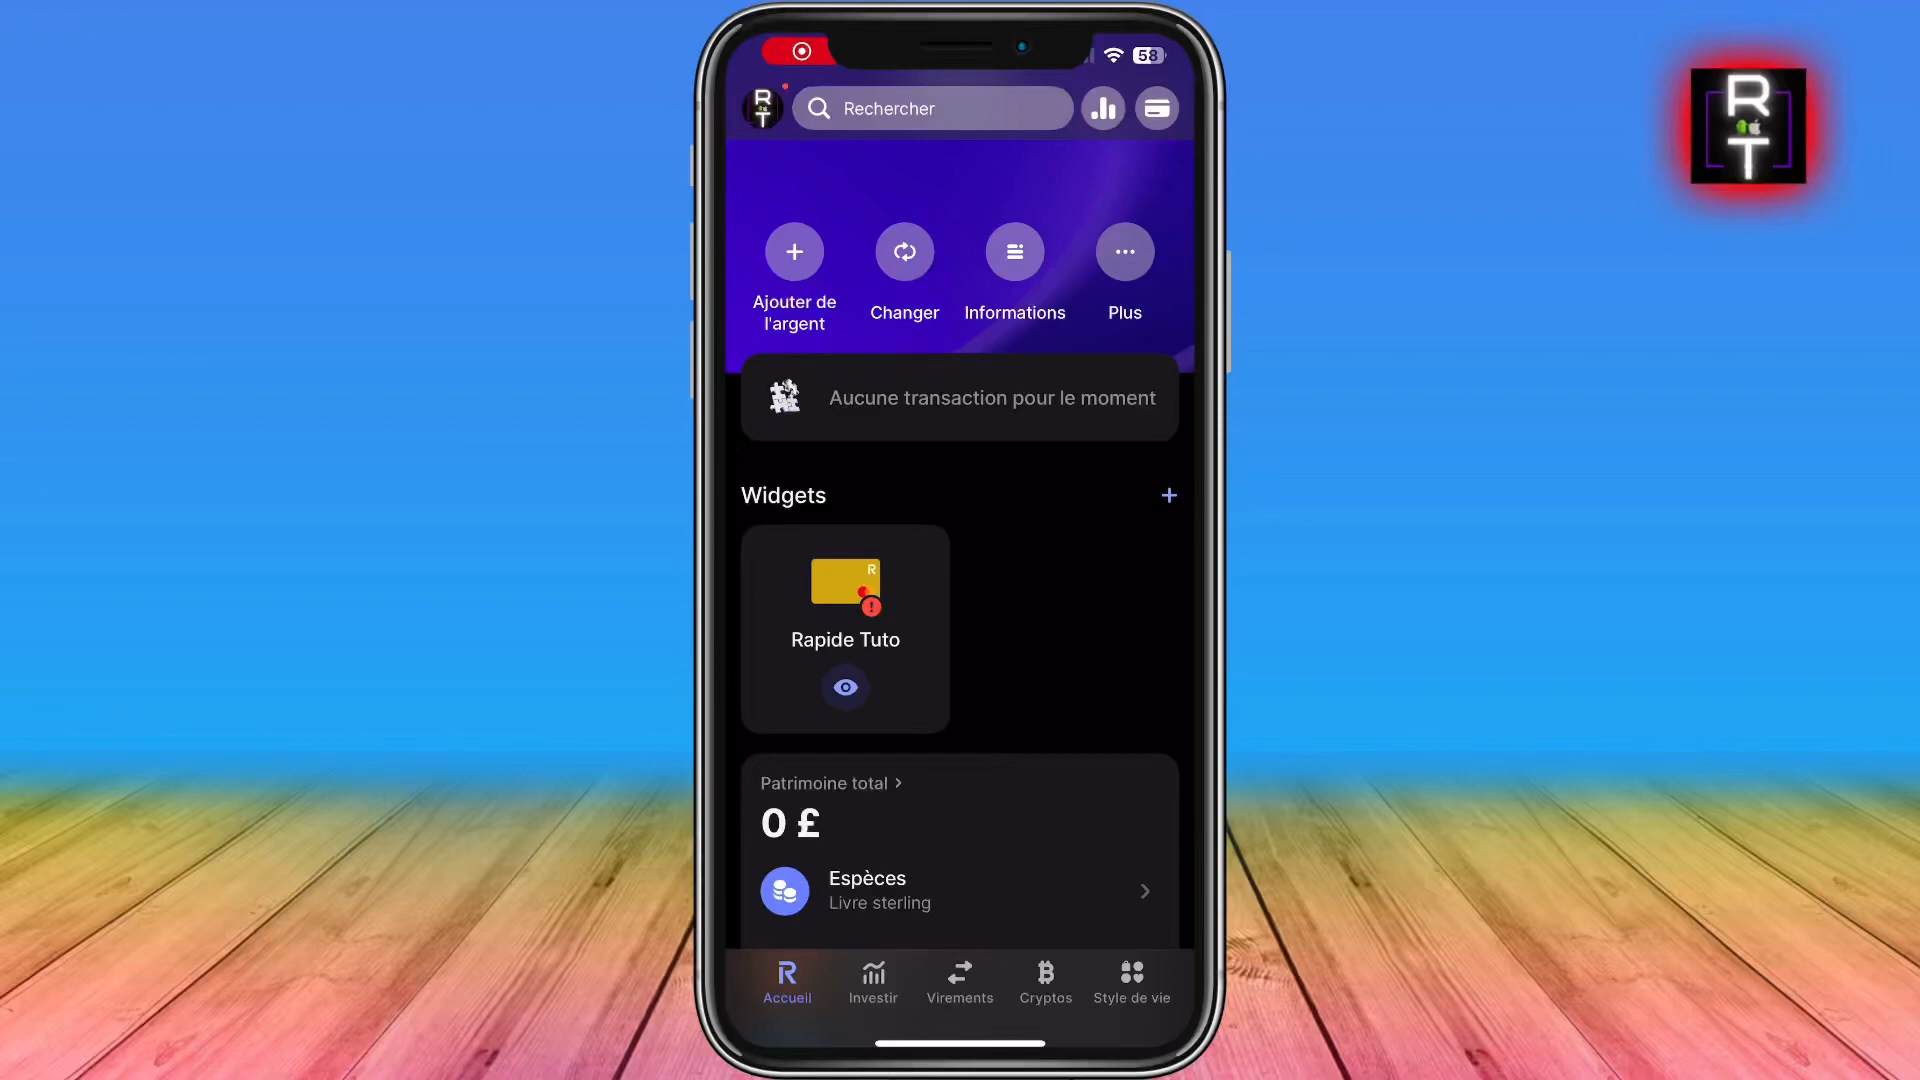 58
R
T
Rechercher
R
T
Ajouter de
l'argent
Changer
Informations
Plus
Aucune transaction pour le moment
Widgets
R
Rapide Tuto
Patrimoine total
0 £
Espèces
Livre sterling
Accueil
Investir
Virements
Cryptos
Style de vie